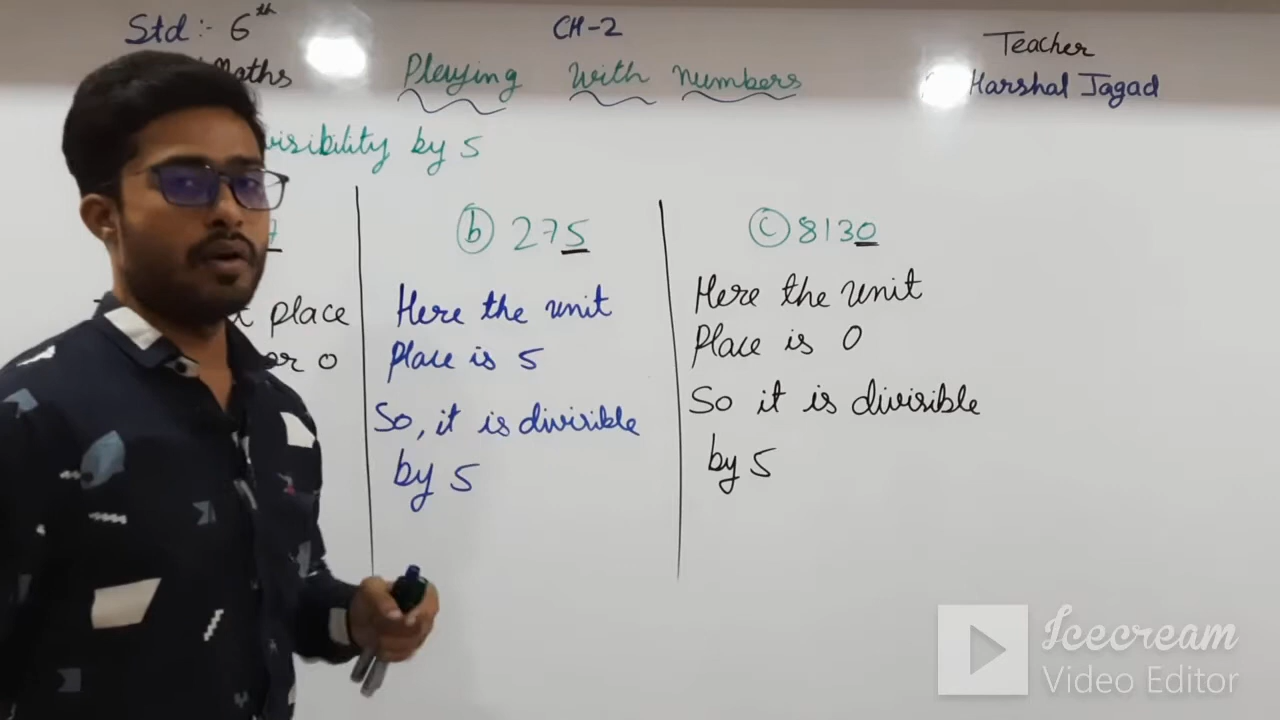 Std :- 6th
Maths
CH-2
Playing with numbers
Teacher
Harshal Jagad
by 5
7
place
or 0
b 275
Here the unit
Place is 5
So, it is divisible
by 5
c 8130
Here the unit
Place is 0
So it is divisible
by 5
Icecream
Video Editor